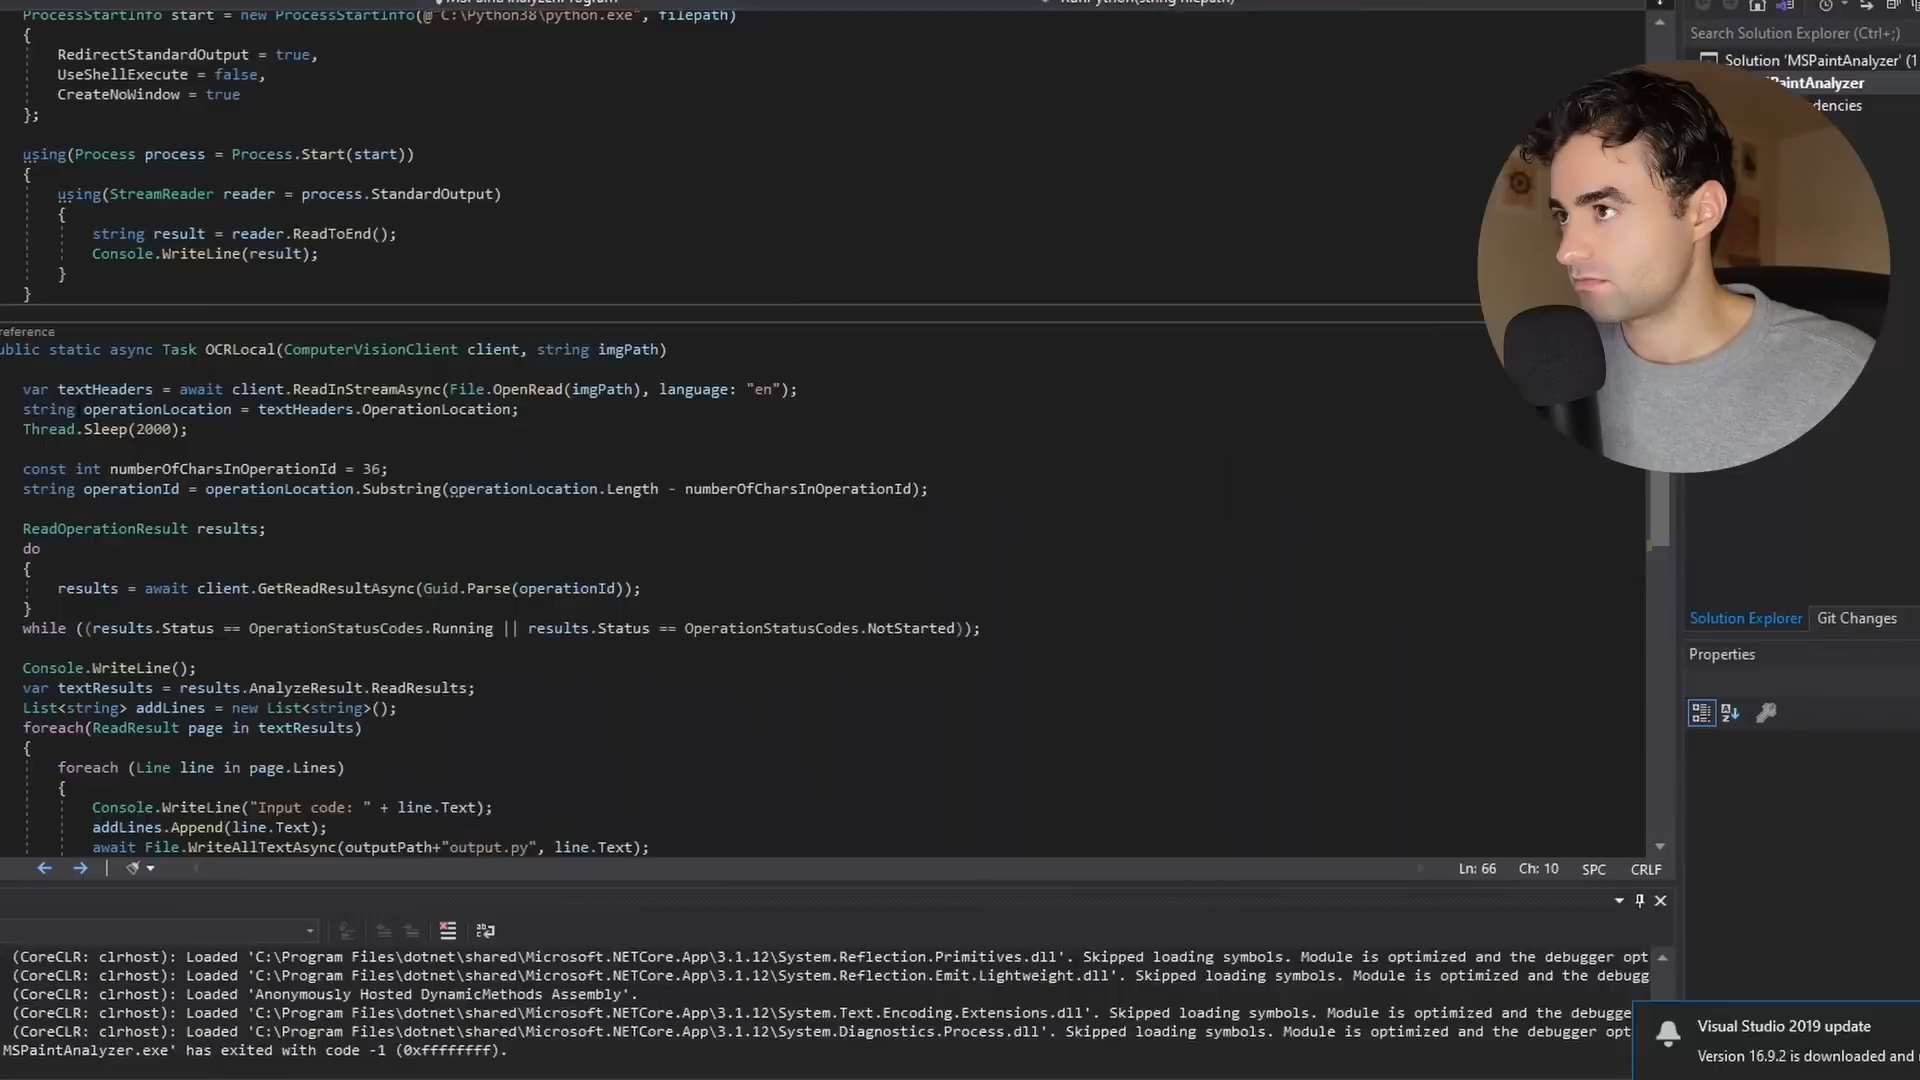 ProcessStartInfo start = new ProcessStartInfo(@"C:\Python38\python.exe", filepath)
{
RedirectStandardOutput = true,
UseShellExecute = false,
CreateNoWindow = true
};
using(Process process = Process.Start(start))
{
using(StreamReader reader = process.StandardOutput)
{
string result = reader.ReadToEnd();
Console.WriteLine(result);
}
}
reference
ublic static async Task OCRLocal(ComputerVisionClient client, string imgPath)
var textHeaders = await client.ReadInStreamAsync(File.OpenRead(imgPath), language: "en");
string operationLocation = textHeaders.OperationLocation;
Thread.Sleep(2000);
const int numberOfCharsInOperationId = 36;
string operationId = operationLocation.Substring(operationLocation.Length - numberOfCharsInOperationId);
ReadOperationResult results;
do
{
results = await client.GetReadResultAsync(Guid.Parse(operationId));
}
while ((results.Status == OperationStatusCodes.Running || results.Status == OperationStatusCodes.NotStarted));
Console.WriteLine();
var textResults = results.AnalyzeResult.ReadResults;
List<string> addLines = new List<string>();
foreach(ReadResult page in textResults)
{
foreach (Line line in page.Lines)
{
Console.WriteLine("Input code: " + line.Text);
addLines.Append(line.Text);
await File.WriteAllTextAsync(outputPath+"output.py", line.Text);
Ln: 66 Ch: 10 SPC CRLF
(CoreCLR: clrhost): Loaded 'C:\Program Files\dotnet\shared\Microsoft.NETCore.App\3.1.12\System.Reflection.Primitives.dll'. Skipped loading symbols. Module is optimized and the debugger opt
(CoreCLR: clrhost): Loaded 'C:\Program Files\dotnet\shared\Microsoft.NETCore.App\3.1.12\System.Reflection.Emit.Lightweight.dll'. Skipped loading symbols. Module is optimized and the debugg
(CoreCLR: clrhost): Loaded 'Anonymously Hosted DynamicMethods Assembly'.
(CoreCLR: clrhost): Loaded 'C:\Program Files\dotnet\shared\Microsoft.NETCore.App\3.1.12\System.Text.Encoding.Extensions.dll'. Skipped loading symbols. Module is optimized and the debugge
(CoreCLR: clrhost): Loaded 'C:\Program Files\dotnet\shared\Microsoft.NETCore.App\3.1.12\System.Diagnostics.Process.dll'. Skipped loading symbols. Module is optimized and the debugger opt
MSPaintAnalyzer.exe' has exited with code -1 (0xffffffff).
Search Solution Explorer (Ctrl+;)
Solution 'MSPaintAnalyzer' (1
PaintAnalyzer
dencies
Solution Explorer Git Changes
Properties
Visual Studio 2019 update
Version 16.9.2 is downloaded and